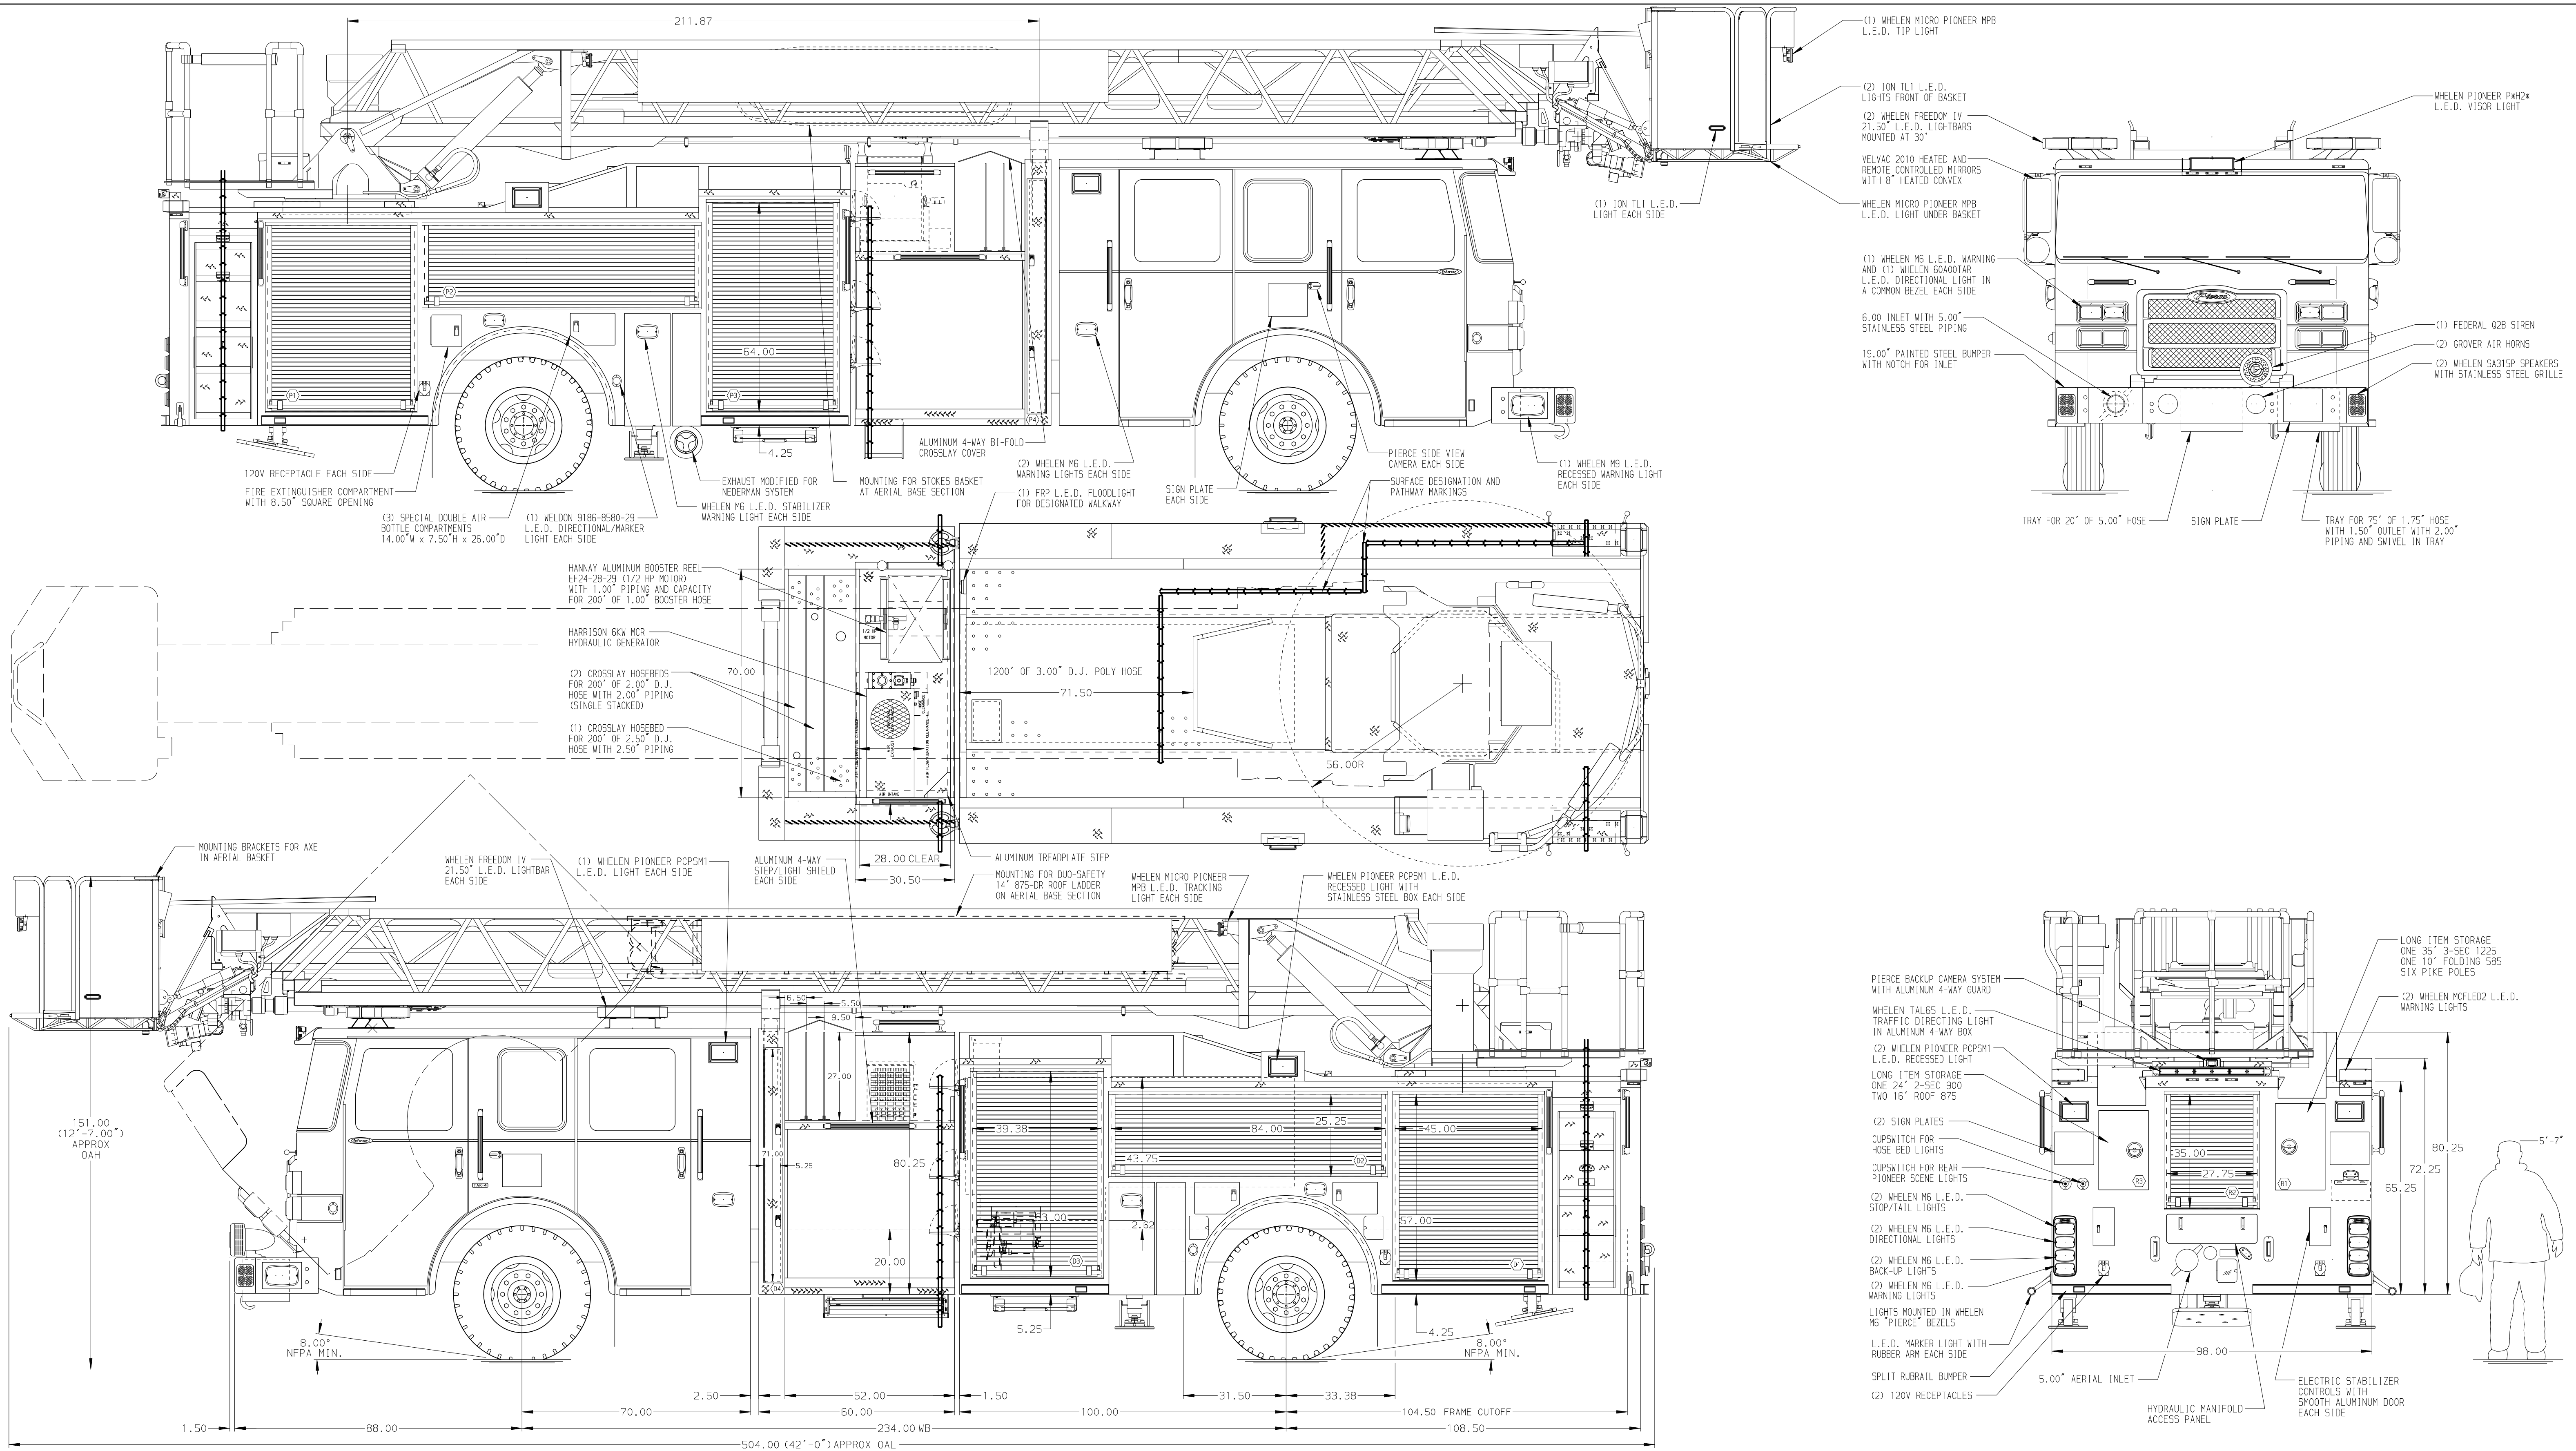 211.87
(1) WHELEN MICRO PIONEER MPB
L.E.D. TIP LIGHT
(2) ION TL1 L.E.D.
LIGHTS FRONT OF BASKET
(2) WHELEN FREEDOM IV
21.50" L.E.D. LIGHTBARS
MOUNTED AT 30°
VELVAC 2010 HEATED AND
REMOTE CONTROLLED MIRRORS
WITH 8" HEATED CONVEX
WHELEN MICRO PIONEER MPB
L.E.D. LIGHT UNDER BASKET
(1) ION TLI L.E.D.
LIGHT EACH SIDE
WHELEN PIONEER P*H2*
L.E.D. VISOR LIGHT
(1) WHELEN M6 L.E.D. WARNING
AND (1) WHELEN 60A00TAR
L.E.D. DIRECTIONAL LIGHT IN
A COMMON BEZEL EACH SIDE
6.00 INLET WITH 5.00"
STAINLESS STEEL PIPING
19.00" PAINTED STEEL BUMPER
WITH NOTCH FOR INLET
Pierce
(1) FEDERAL Q2B SIREN
(2) GROVER AIR HORNS
(2) WHELEN SA315P SPEAKERS
WITH STAINLESS STEEL GRILLE
TRAY FOR 20' OF 5.00" HOSE
SIGN PLATE
TRAY FOR 75' OF 1.75" HOSE
WITH 1.50" OUTLET WITH 2.00"
PIPING AND SWIVEL IN TRAY
P2
P1
64.00
P3
P4
4.25
120V RECEPTACLE EACH SIDE
FIRE EXTINGUISHER COMPARTMENT
WITH 8.50" SQUARE OPENING
(3) SPECIAL DOUBLE AIR
BOTTLE COMPARTMENTS
14.00"W x 7.50"H x 26.00"D
(1) WELDON 9186-8580-29
L.E.D. DIRECTIONAL/MARKER
LIGHT EACH SIDE
WHELEN M6 L.E.D. STABILIZER
WARNING LIGHT EACH SIDE
EXHAUST MODIFIED FOR
NEDERMAN SYSTEM
MOUNTING FOR STOKES BASKET
AT AERIAL BASE SECTION
ALUMINUM 4-WAY BI-FOLD
CROSSLAY COVER
(2) WHELEN M6 L.E.D.
WARNING LIGHTS EACH SIDE
(1) FRP L.E.D. FLOODLIGHT
FOR DESIGNATED WALKWAY
SIGN PLATE
EACH SIDE
PIERCE SIDE VIEW
CAMERA EACH SIDE
SURFACE DESIGNATION AND
PATHWAY MARKINGS
(1) WHELEN M9 L.E.D.
RECESSED WARNING LIGHT
EACH SIDE
HANNAY ALUMINUM BOOSTER REEL
EF24-28-29 (1/2 HP MOTOR)
WITH 1.00" PIPING AND CAPACITY
FOR 200' OF 1.00" BOOSTER HOSE
HARRISON 6KW MCR
HYDRAULIC GENERATOR
(2) CROSSLAY HOSEBEDS
FOR 200' OF 2.00" D.J.
HOSE WITH 2.00" PIPING
(SINGLE STACKED)
(1) CROSSLAY HOSEBED
FOR 200' OF 2.50" D.J.
HOSE WITH 2.50" PIPING
70.00
1/2 HP
MOTOR
AIR INTAKE
1200' OF 3.00" D.J. POLY HOSE
71.50
56.00R
28.00 CLEAR
30.50
ALUMINUM TREADPLATE STEP
MOUNTING FOR DUO-SAFETY
14' 875-DR ROOF LADDER
ON AERIAL BASE SECTION
MOUNTING BRACKETS FOR AXE
IN AERIAL BASKET
WHELEN FREEDOM IV
21.50" L.E.D. LIGHTBAR
EACH SIDE
(1) WHELEN PIONEER PCPSM1
L.E.D. LIGHT EACH SIDE
ALUMINUM 4-WAY
STEP/LIGHT SHIELD
EACH SIDE
WHELEN MICRO PIONEER
MPB L.E.D. TRACKING
LIGHT EACH SIDE
WHELEN PIONEER PCPSM1 L.E.D.
RECESSED LIGHT WITH
STAINLESS STEEL BOX EACH SIDE
151.00
(12'-7.00")
APPROX
OAH
6.50
5.50
9.50
27.00
71.00
5.25
80.25
20.00
39.38
43.75
84.00
25.25
45.00
2.62
57.00
D1
D2
D3
D4
5.25
4.25
8.00°
NFPA MIN.
8.00°
NFPA MIN.
2.50
52.00
1.50
31.50
33.38
70.00
60.00
100.00
104.50 FRAME CUTOFF
1.50
88.00
234.00 WB
108.50
504.00 (42'-0") APPROX OAL
PIERCE BACKUP CAMERA SYSTEM
WITH ALUMINUM 4-WAY GUARD
WHELEN TAL65 L.E.D.
TRAFFIC DIRECTING LIGHT
IN ALUMINUM 4-WAY BOX
(2) WHELEN PIONEER PCPSM1
L.E.D. RECESSED LIGHT
LONG ITEM STORAGE
ONE 24' 2-SEC 900
TWO 16' ROOF 875
(2) SIGN PLATES
CUPSWITCH FOR
HOSE BED LIGHTS
CUPSWITCH FOR REAR
PIONEER SCENE LIGHTS
(2) WHELEN M6 L.E.D.
STOP/TAIL LIGHTS
(2) WHELEN M6 L.E.D.
DIRECTIONAL LIGHTS
(2) WHELEN M6 L.E.D.
BACK-UP LIGHTS
(2) WHELEN M6 L.E.D.
WARNING LIGHTS
LIGHTS MOUNTED IN WHELEN
M6 "PIERCE" BEZELS
L.E.D. MARKER LIGHT WITH
RUBBER ARM EACH SIDE
SPLIT RUBRAIL BUMPER
(2) 120V RECEPTACLES
LONG ITEM STORAGE
ONE 35' 3-SEC 1225
ONE 10' FOLDING 585
SIX PIKE POLES
(2) WHELEN MCFLED2 L.E.D.
WARNING LIGHTS
35.00
27.75
R3
R2
R1
65.25
72.25
80.25
5'-7"
98.00
5.00" AERIAL INLET
HYDRAULIC MANIFOLD
ACCESS PANEL
ELECTRIC STABILIZER
CONTROLS WITH
SMOOTH ALUMINUM DOOR
EACH SIDE